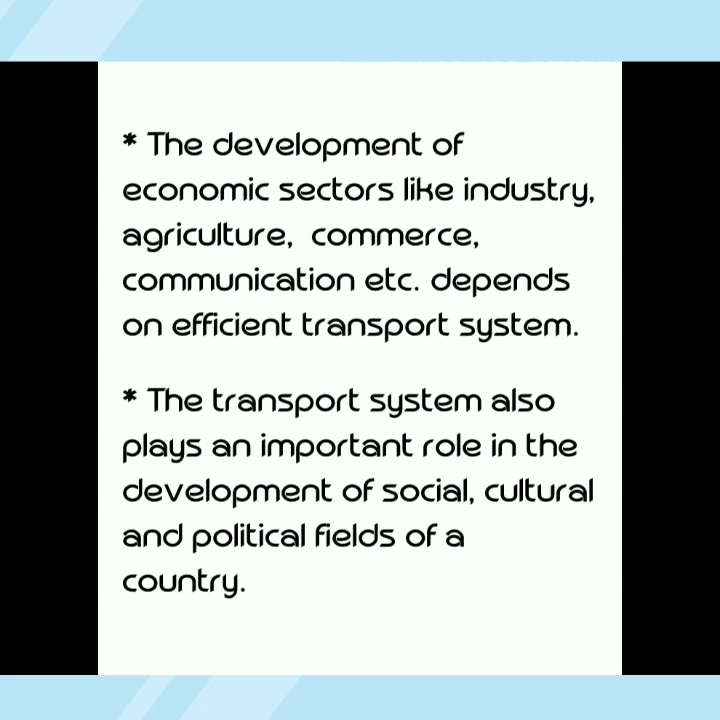 * The development of
economic sectors like industry,
agriculture,  commerce,
communication etc. depends
on efficient transport system.
* The transport system also
plays an important role in the
development of social, cultural
and political fields of a
country.